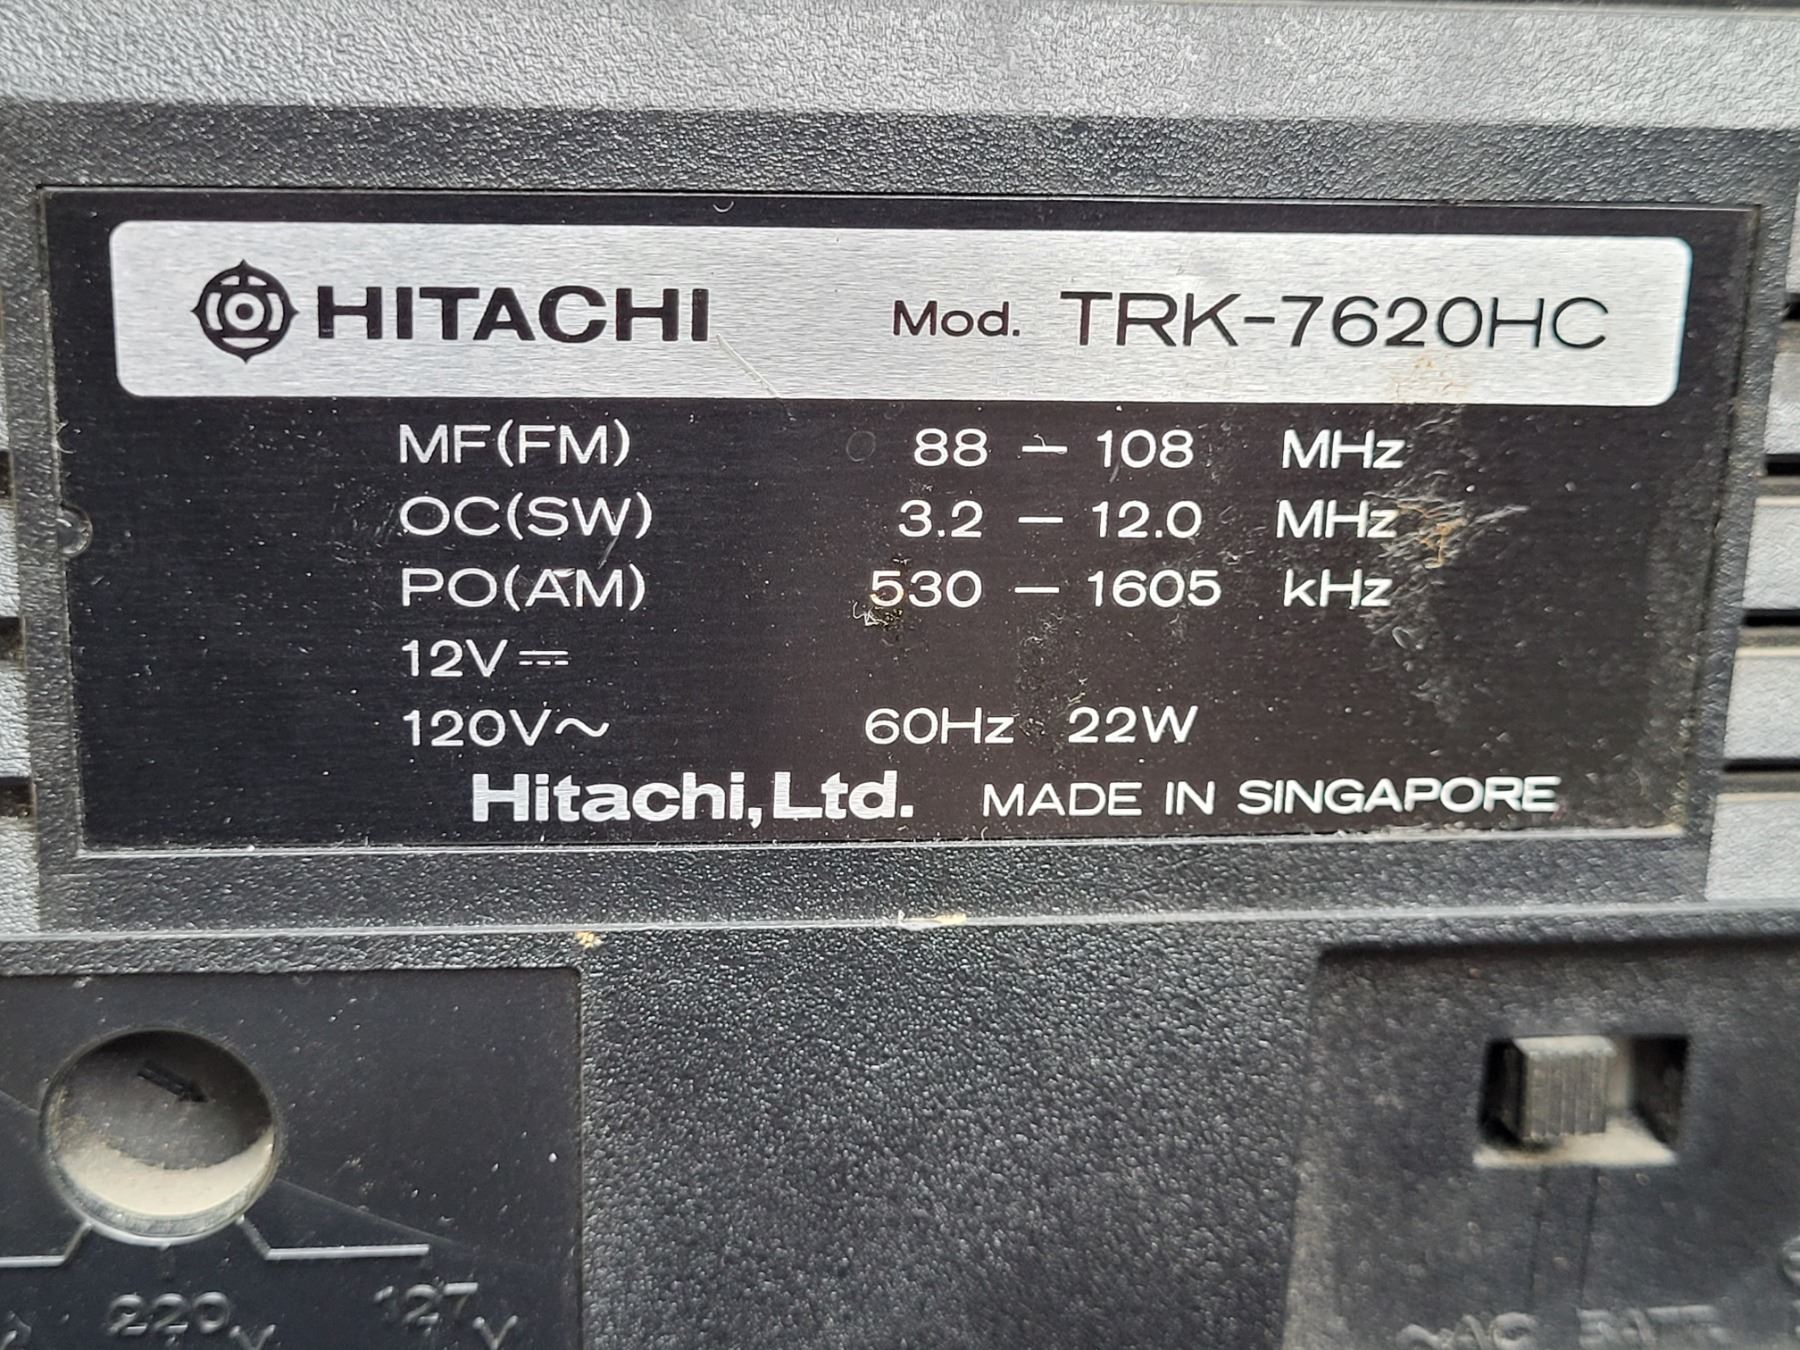 HITACHI Mod. TRK-7620HC
MF(FM) 88 — 108 MHz
OC(SW) 3.2 — 12.0 MHz
PO(AM) 530 — 1605 kHz
12V⎓
120V～ 60Hz 22W
Hitachi, Ltd. MADE IN SINGAPORE
220V 127V